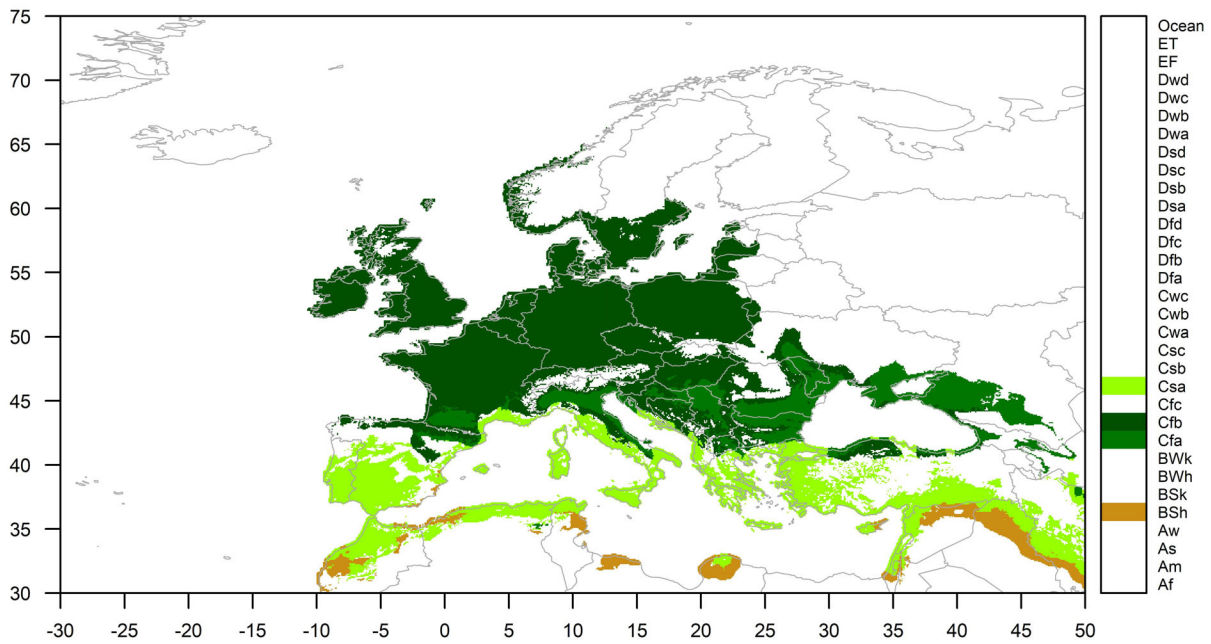 75
70
65
60
55
50
45
40
35
30
-30 -25 -20 -15 -10 -5 0 5 10 15 20 25 30 35 40 45 50
Ocean
ET
EF
Dwd
Dwc
Dwb
Dwa
Dsd
Dsc
Dsb
Dsa
Dfd
Dfc
Dfb
Dfa
Cwc
Cwb
Cwa
Csc
Csb
Csa
Cfc
Cfb
Cfa
BWk
BWh
BSk
BSh
Aw
As
Am
Af